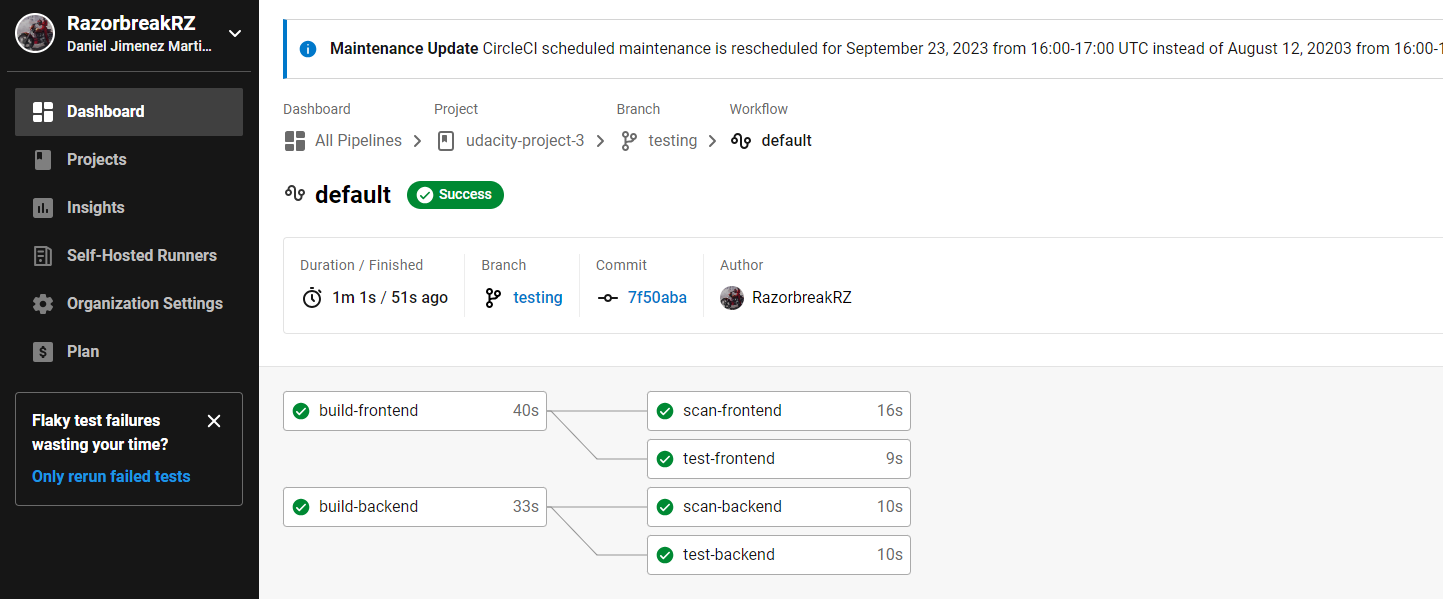 RazorbreakRZ
Daniel Jimenez Marti...
Dashboard
Projects
Insights
Self-Hosted Runners
Organization Settings
Plan
Flaky test failures
wasting your time?
Only rerun failed tests
Maintenance Update CircleCI scheduled maintenance is rescheduled for September 23, 2023 from 16:00-17:00 UTC instead of August 12, 20203 from 16:00-1
Dashboard Project Branch Workflow
All Pipelines udacity-project-3 testing default
default Success
Duration / Finished Branch Commit Author
1m 1s / 51s ago testing 7f50aba RazorbreakRZ
build-frontend 40s scan-frontend 16s
test-frontend 9s
build-backend 33s scan-backend 10s
test-backend 10s